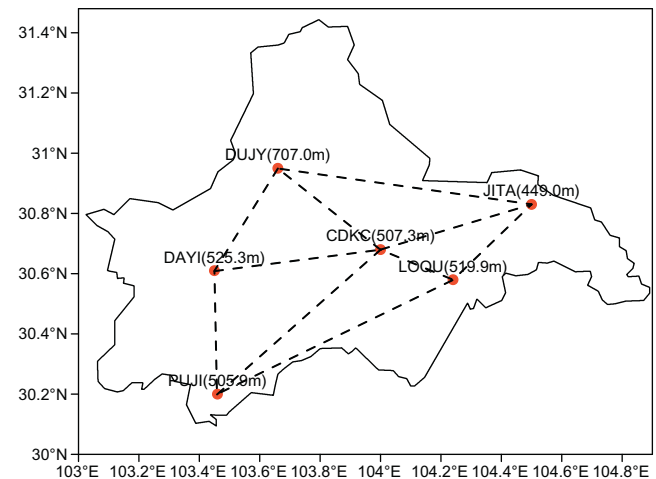 31.4°N
31.2°N
31°N
DUJY(707.0m)
30.8°N
JITA(449.0m)
CDKC(507.3m)
30.6°N
DAYI(525.3m)
LOQU(519.9m)
30.4°N
PUJI(505.9m)
30.2°N
30°N
103°E 103.2°E 103.4°E 103.6°E 103.8°E 104°E 104.2°E 104.4°E 104.6°E 104.8°E